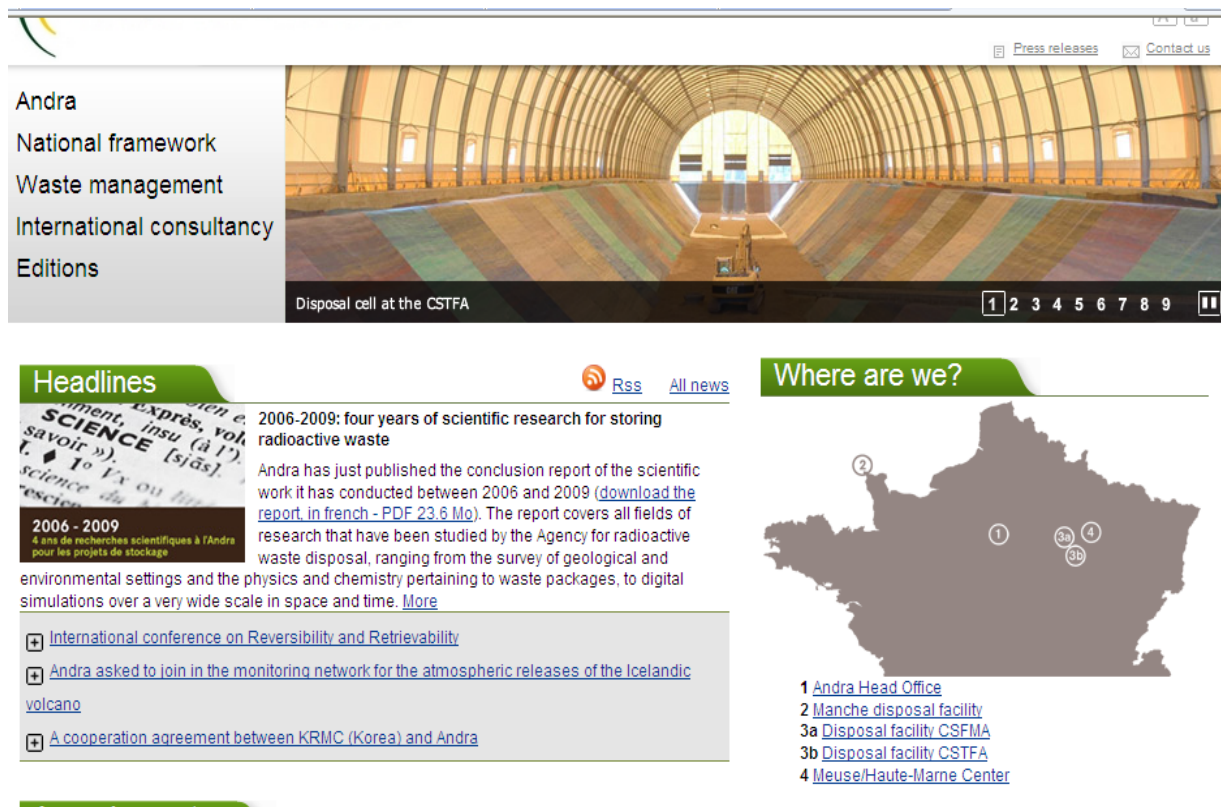 A a
Press releases Contact us
Andra
National framework
Waste management
International consultancy
Editions
Disposal cell at the CSTFA
1 2 3 4 5 6 7 8 9
Headlines
Rss All news
Exprès, vol
SCIENCE [sjãs].
savoir »).
insu (à l').
1º
science du
2006 - 2009
4 ans de recherches scientifiques à l'Andra
pour les projets de stockage
2006-2009: four years of scientific research for storing
radioactive waste
Andra has just published the conclusion report of the scientific
work it has conducted between 2006 and 2009 (download the
report, in french - PDF 23.6 Mo). The report covers all fields of
research that have been studied by the Agency for radioactive
waste disposal, ranging from the survey of geological and
environmental settings and the physics and chemistry pertaining to waste packages, to digital
simulations over a very wide scale in space and time. More
International conference on Reversibility and Retrievability
Andra asked to join in the monitoring network for the atmospheric releases of the Icelandic
volcano
A cooperation agreement between KRMC (Korea) and Andra
Where are we?
2
1
3a
4
3b
1 Andra Head Office
2 Manche disposal facility
3a Disposal facility CSFMA
3b Disposal facility CSTFA
4 Meuse/Haute-Marne Center